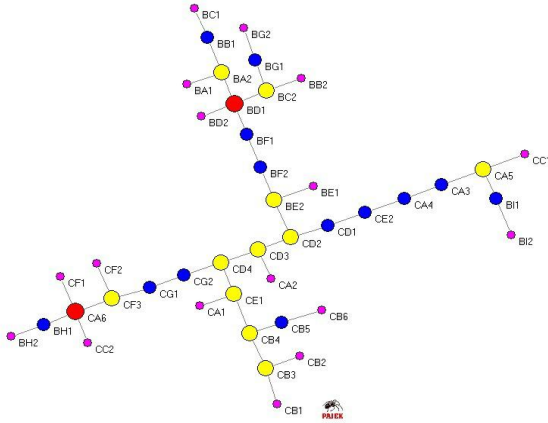 BC1
BB1
BG2
BG1
BA2
BA1
BC2
BB2
BD1
BD2
BF1
BF2
BE1
BE2
CC1
CA5
CA3
CA4
CE2
CD1
BI1
BI2
CD2
CD3
CD4
CA2
CG2
CG1
CF2
CF1
CF3
CA6
CE1
CA1
CB6
CB5
CB4
BH1
BH2
CC2
CB2
CB3
CB1
PAJEK